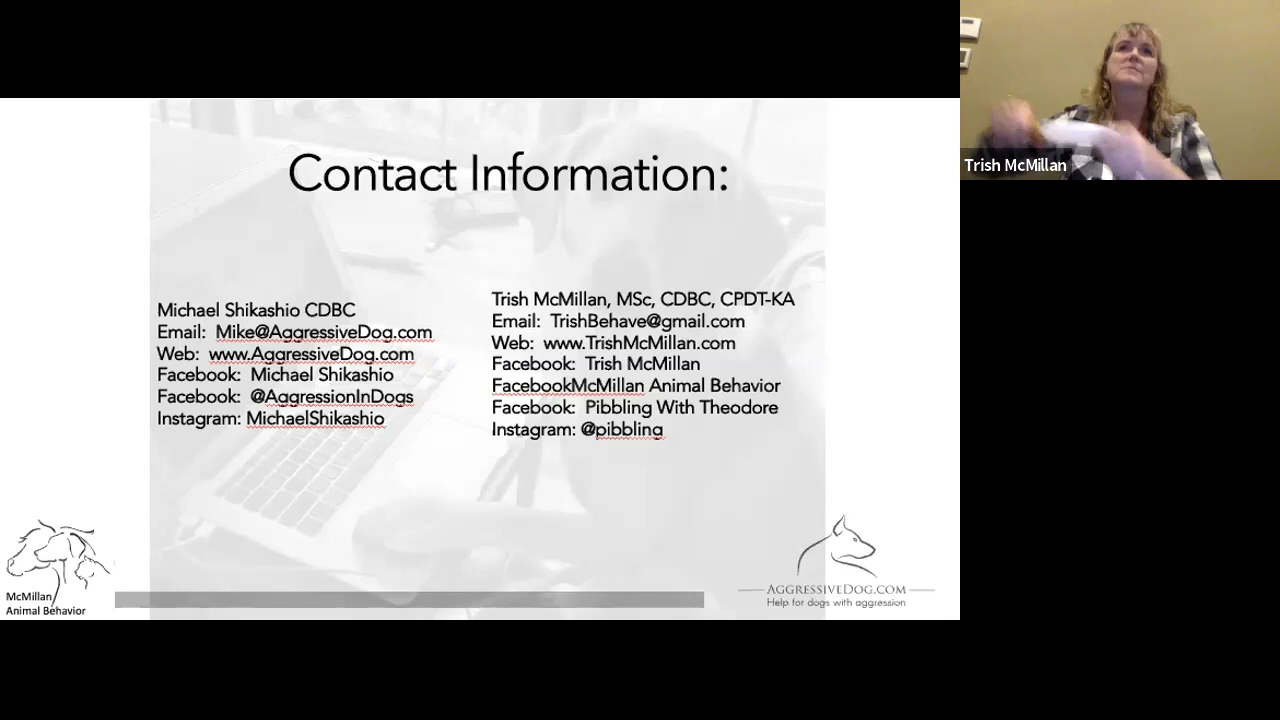 Contact Information:
Michael Shikashio CDBC
Email: Mike@AggressiveDog.com
Web: www.AggressiveDog.com
Facebook: Michael Shikashio
Facebook: @AggressionInDogs
Instagram: MichaelShikashio
Trish McMillan, MSc, CDBC, CPDT-KA
Email: TrishBehave@gmail.com
Web: www.TrishMcMillan.com
Facebook: Trish McMillan
FacebookMcMillan Animal Behavior
Facebook: Pibbling With Theodore
Instagram: @pibbling
McMillan
Animal Behavior
AGGRESSIVEDOG.COM
Help for dogs with aggression
Trish McMillan